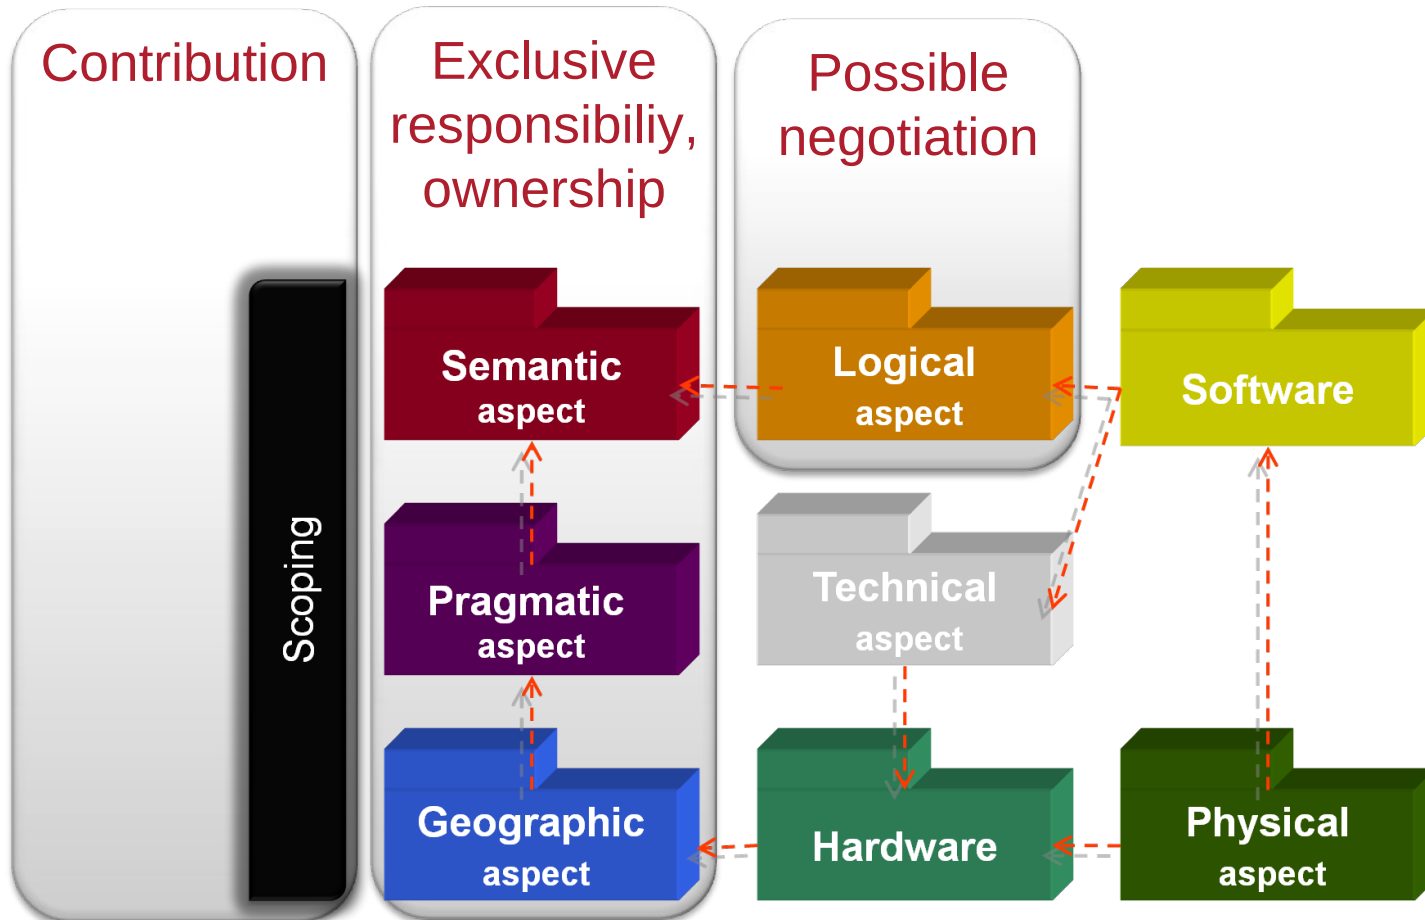 Contribution
Exclusive
responsibiliy,
ownership
Possible
negotiation
Scoping
Semantic
aspect
Logical
aspect
Software
Pragmatic
aspect
Technical
aspect
Geographic
aspect
Hardware
Physical
aspect